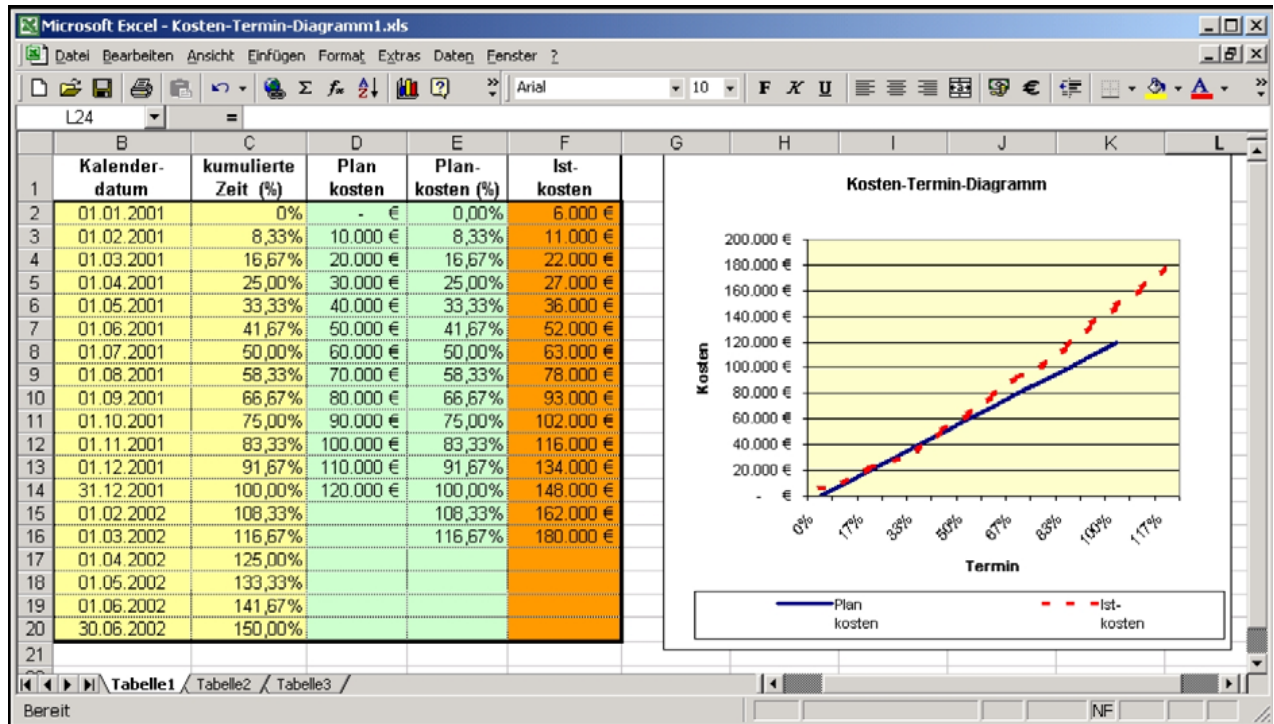 Microsoft Excel - Kosten-Termin-Diagramm1.xls
Datei Bearbeiten Ansicht Einfügen Format Extras Daten Fenster ?
Arial 10 F K U
L24 =
B C D E F G H I J K L
1 Kalender-datum kumulierte Zeit (%) Plan kosten Plan-kosten (%) Ist-kosten
2 01.01.2001 0% - € 0,00% 6.000 €
3 01.02.2001 8,33% 10.000 € 8,33% 11.000 €
4 01.03.2001 16,67% 20.000 € 16,67% 22.000 €
5 01.04.2001 25,00% 30.000 € 25,00% 27.000 €
6 01.05.2001 33,33% 40.000 € 33,33% 36.000 €
7 01.06.2001 41,67% 50.000 € 41,67% 52.000 €
8 01.07.2001 50,00% 60.000 € 50,00% 63.000 €
9 01.08.2001 58,33% 70.000 € 58,33% 78.000 €
10 01.09.2001 66,67% 80.000 € 66,67% 93.000 €
11 01.10.2001 75,00% 90.000 € 75,00% 102.000 €
12 01.11.2001 83,33% 100.000 € 83,33% 116.000 €
13 01.12.2001 91,67% 110.000 € 91,67% 134.000 €
14 31.12.2001 100,00% 120.000 € 100,00% 148.000 €
15 01.02.2002 108,33% 108,33% 162.000 €
16 01.03.2002 116,67% 116,67% 180.000 €
17 01.04.2002 125,00%
18 01.05.2002 133,33%
19 01.06.2002 141,67%
20 30.06.2002 150,00%
21
Kosten-Termin-Diagramm
200.000 €
180.000 €
160.000 €
140.000 €
120.000 €
100.000 €
80.000 €
60.000 €
40.000 €
20.000 €
- €
Kosten
0% 17% 33% 50% 67% 83% 100% 117%
Termin
Plan kosten
Ist-kosten
Tabelle1 Tabelle2 Tabelle3
Bereit NF